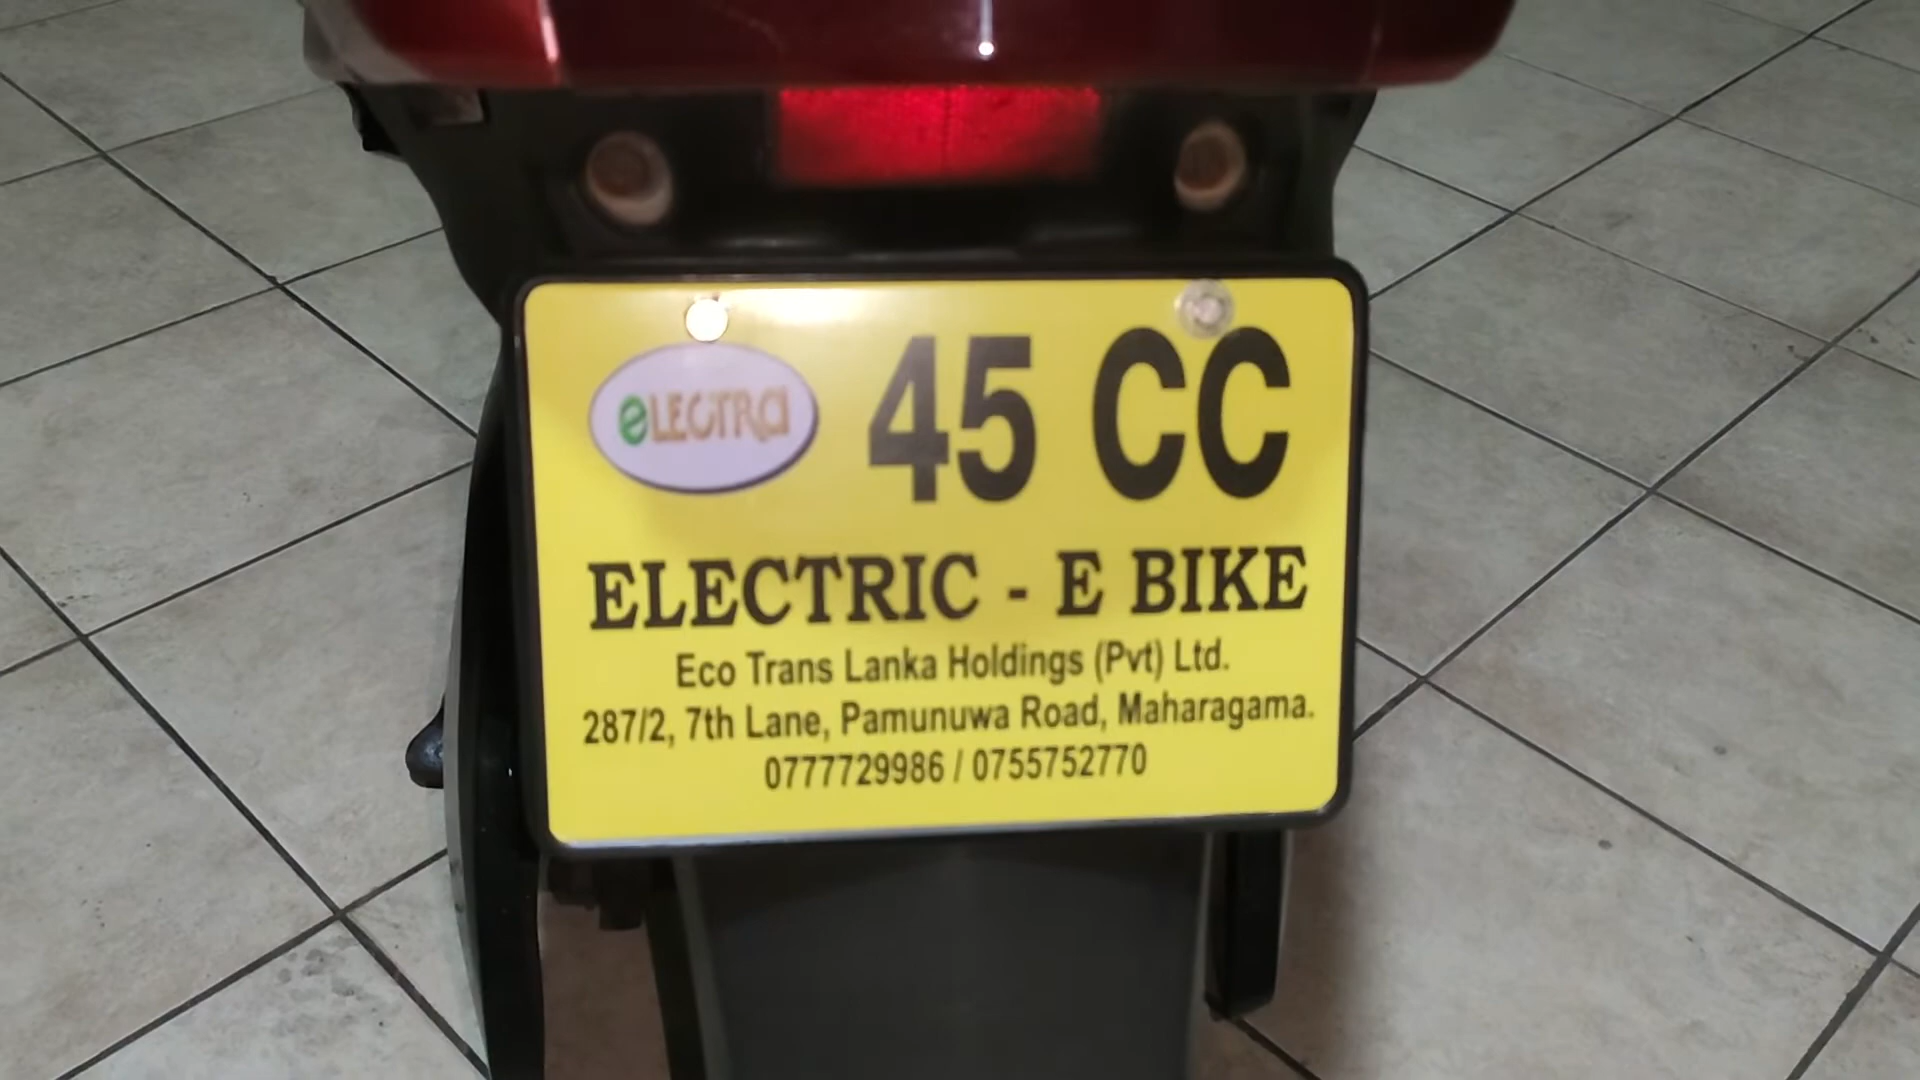 eLECTRA
45 CC
ELECTRIC - E BIKE
Eco Trans Lanka Holdings (Pvt) Ltd.
287/2, 7th Lane, Pamunuwa Road, Maharagama.
0777729986 / 0755752770